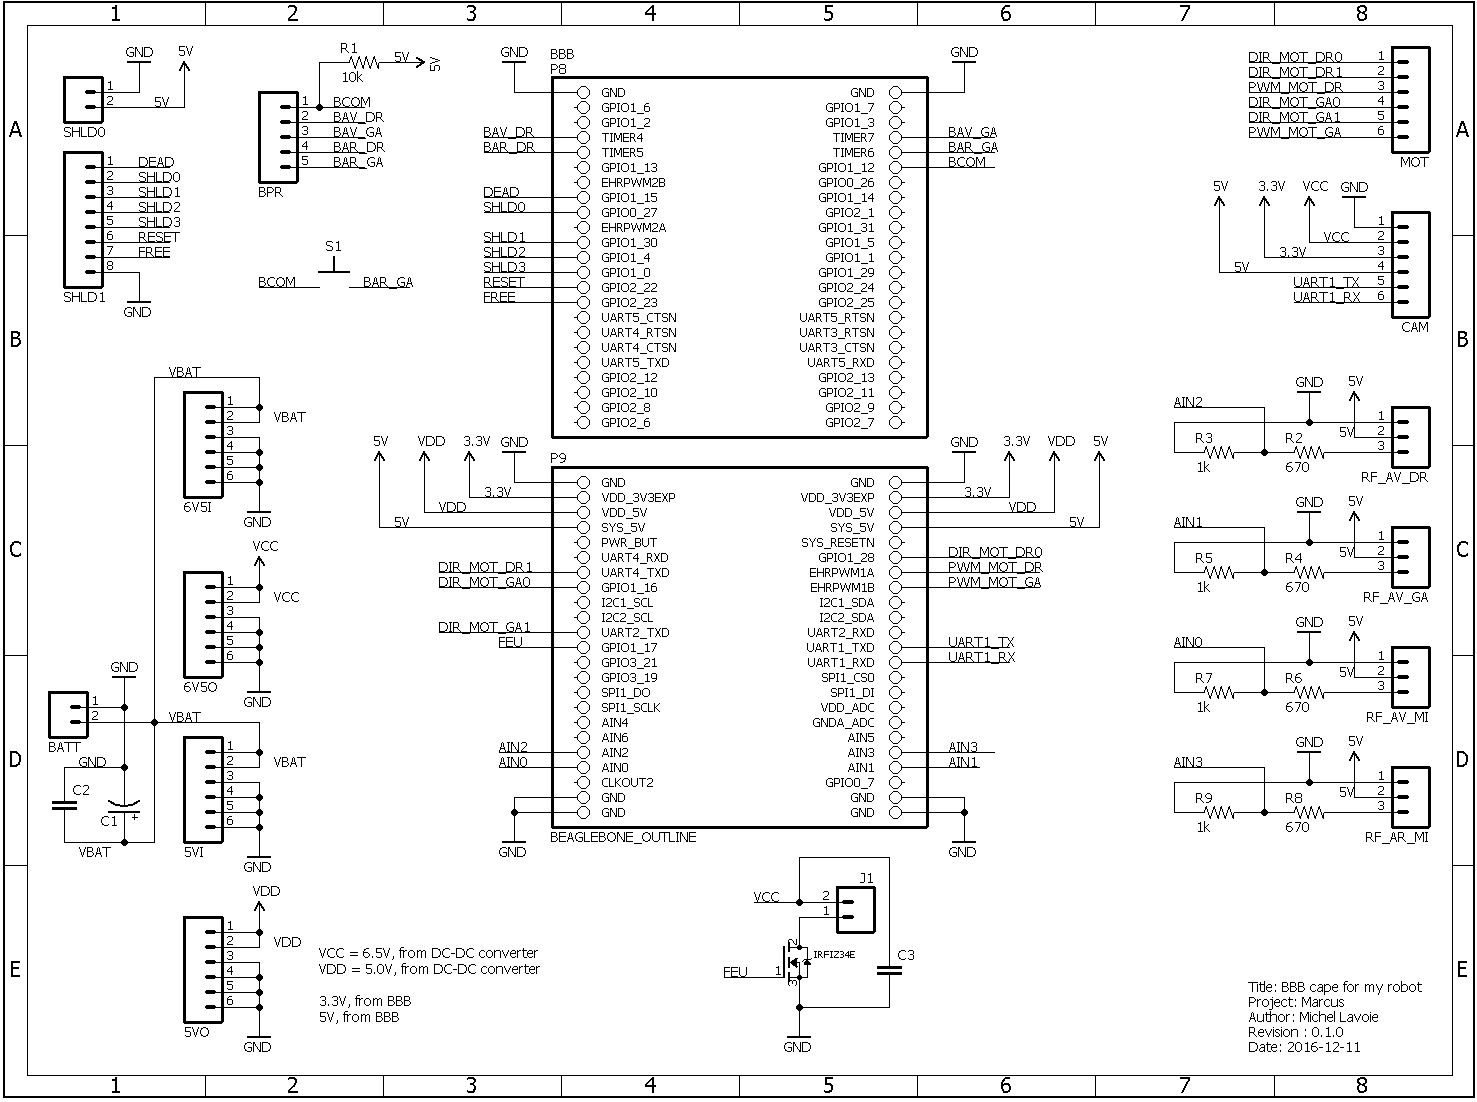 1 2 3 4 5 6 7 8
A
B
C
D
E
A
B
C
D
E
GND
5V
1
2
5V
SHLD0
1 DEAD
2 SHLD0
3 SHLD1
4 SHLD2
5 SHLD3
6 RESET
7 FREE
8
SHLD1
GND
R1
10k
5V
5V
1 BCOM
2 BAV_DR
3 BAV_GA
4 BAR_DR
5 BAR_GA
BPR
S1
BCOM
BAR_GA
VBAT
1
2
3
4
5
6
VBAT
6V5I
GND
VCC
1
2
3
4
5
6
VCC
6V5O
GND
GND
1
2
BATT
VBAT
GND
C2
C1
+
VBAT
1
2
3
4
5
6
VBAT
5VI
GND
VDD
1
2
3
4
5
6
VDD
5VO
GND
VCC = 6.5V, from DC-DC converter
VDD = 5.0V, from DC-DC converter
3.3V, from BBB
5V, from BBB
BBB
P8
GND
GND
BAV_DR
BAR_DR
DEAD
SHLD0
SHLD1
SHLD2
SHLD3
RESET
FREE
GND GND
GPIO1_6 GPIO1_7
GPIO1_2 GPIO1_3
TIMER4 TIMER7
TIMER5 TIMER6
GPIO1_13 GPIO1_12
EHRPWM2B GPIO0_26
GPIO1_15 GPIO1_14
GPIO0_27 GPIO2_1
EHRPWM2A GPIO1_31
GPIO1_30 GPIO1_5
GPIO1_4 GPIO1_1
GPIO1_0 GPIO1_29
GPIO2_22 GPIO2_24
GPIO2_23 GPIO2_25
UART5_CTSN UART5_RTSN
UART4_RTSN UART3_RTSN
UART4_CTSN UART3_CTSN
UART5_TXD UART5_RXD
GPIO2_12 GPIO2_13
GPIO2_10 GPIO2_11
GPIO2_8 GPIO2_9
GPIO2_6 GPIO2_7
BAV_GA
BAR_GA
BCOM
P9
5V VDD 3.3V GND
GND 3.3V VDD 5V
3.3V
VDD
5V
DIR_MOT_DR1
DIR_MOT_GA0
DIR_MOT_GA1
FEU
AIN2
AIN0
GND
GND GND
VDD_3V3EXP VDD_3V3EXP
VDD_5V VDD_5V
SYS_5V SYS_5V
PWR_BUT SYS_RESETN
UART4_RXD GPIO1_28
UART4_TXD EHRPWM1A
GPIO1_16 EHRPWM1B
I2C1_SCL I2C1_SDA
I2C2_SCL I2C2_SDA
UART2_TXD UART2_RXD
GPIO1_17 UART1_TXD
GPIO3_21 UART1_RXD
GPIO3_19 SPI1_CS0
SPI1_DO SPI1_DI
SPI1_SCLK VDD_ADC
AIN4 GNDA_ADC
AIN6 AIN5
AIN2 AIN3
AIN0 AIN1
CLKOUT2 GPIO0_7
GND GND
GND GND
BEAGLEBONE_OUTLINE
3.3V
VDD
5V
DIR_MOT_DR0
PWM_MOT_DR
PWM_MOT_GA
UART1_TX
UART1_RX
AIN3
AIN1
GND
VCC
J1
2
1
2
1
3
FEU
IRFIZ34E
C3
GND
DIR_MOT_DR0 1
DIR_MOT_DR1 2
PWM_MOT_DR 3
DIR_MOT_GA0 4
DIR_MOT_GA1 5
PWM_MOT_GA 6
MOT
5V 3.3V VCC GND
1
VCC 2
3.3V 3
5V 4
UART1_TX 5
UART1_RX 6
CAM
AIN2
GND
5V
R3
1k
R2
670
5V
1
2
3
RF_AV_DR
AIN1
GND
5V
R5
1k
R4
670
5V
1
2
3
RF_AV_GA
AIN0
GND
5V
R7
1k
R6
670
5V
1
2
3
RF_AV_MI
AIN3
GND
5V
R9
1k
R8
670
5V
1
2
3
RF_AR_MI
Title: BBB cape for my robot
Project: Marcus
Author: Michel Lavoie
Revision : 0.1.0
Date: 2016-12-11
1 2 3 4 5 6 7 8